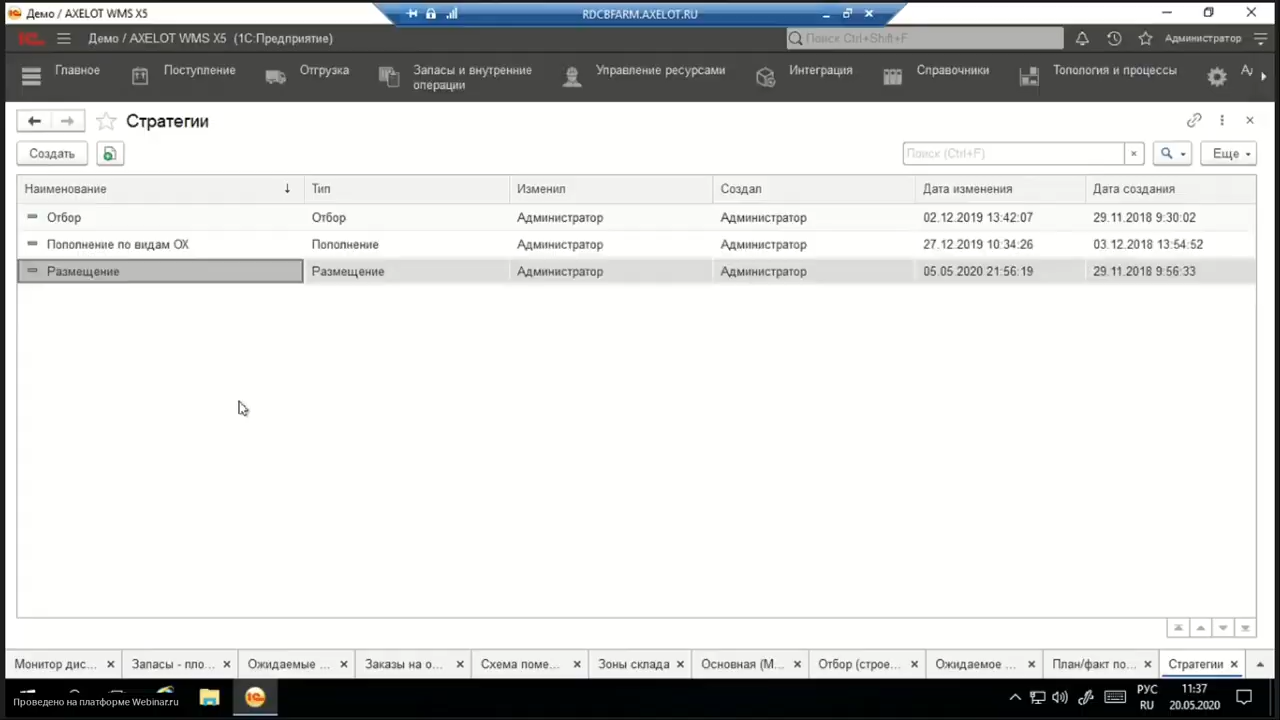 Демо / AXELOT WMS X5
RDCBFARM.AXELOT.RU
Демо / AXELOT WMS X5 (1С:Предприятие)
Поиск Ctrl+Shift+F
Администратор
Главное
Поступление
Отгрузка
Запасы и внутренние
операции
Управление ресурсами
Интеграция
Справочники
Топология и процессы
Стратегии
Создать
Поиск (Ctrl+F)
Еще
Наименование Тип Изменил Создал Дата изменения Дата создания
Отбор Отбор Администратор Администратор 02.12.2019 13:42:07 29.11.2018 9:30:02
Пополнение по видам ОХ Пополнение Администратор Администратор 27.12.2019 10:34:26 03.12.2018 13:54:52
Размещение Размещение Администратор Администратор 05.05.2020 21:56:19 29.11.2018 9:56:33
Монитор дис... Запасы - пло... Ожидаемые ... Заказы на о... Схема поме... Зоны склада Основная (М... Отбор (строе... Ожидаемое ... План/факт по... Стратегии
Проведено на платформе Webinar.ru
РУС
RU
11:37
20.05.2020